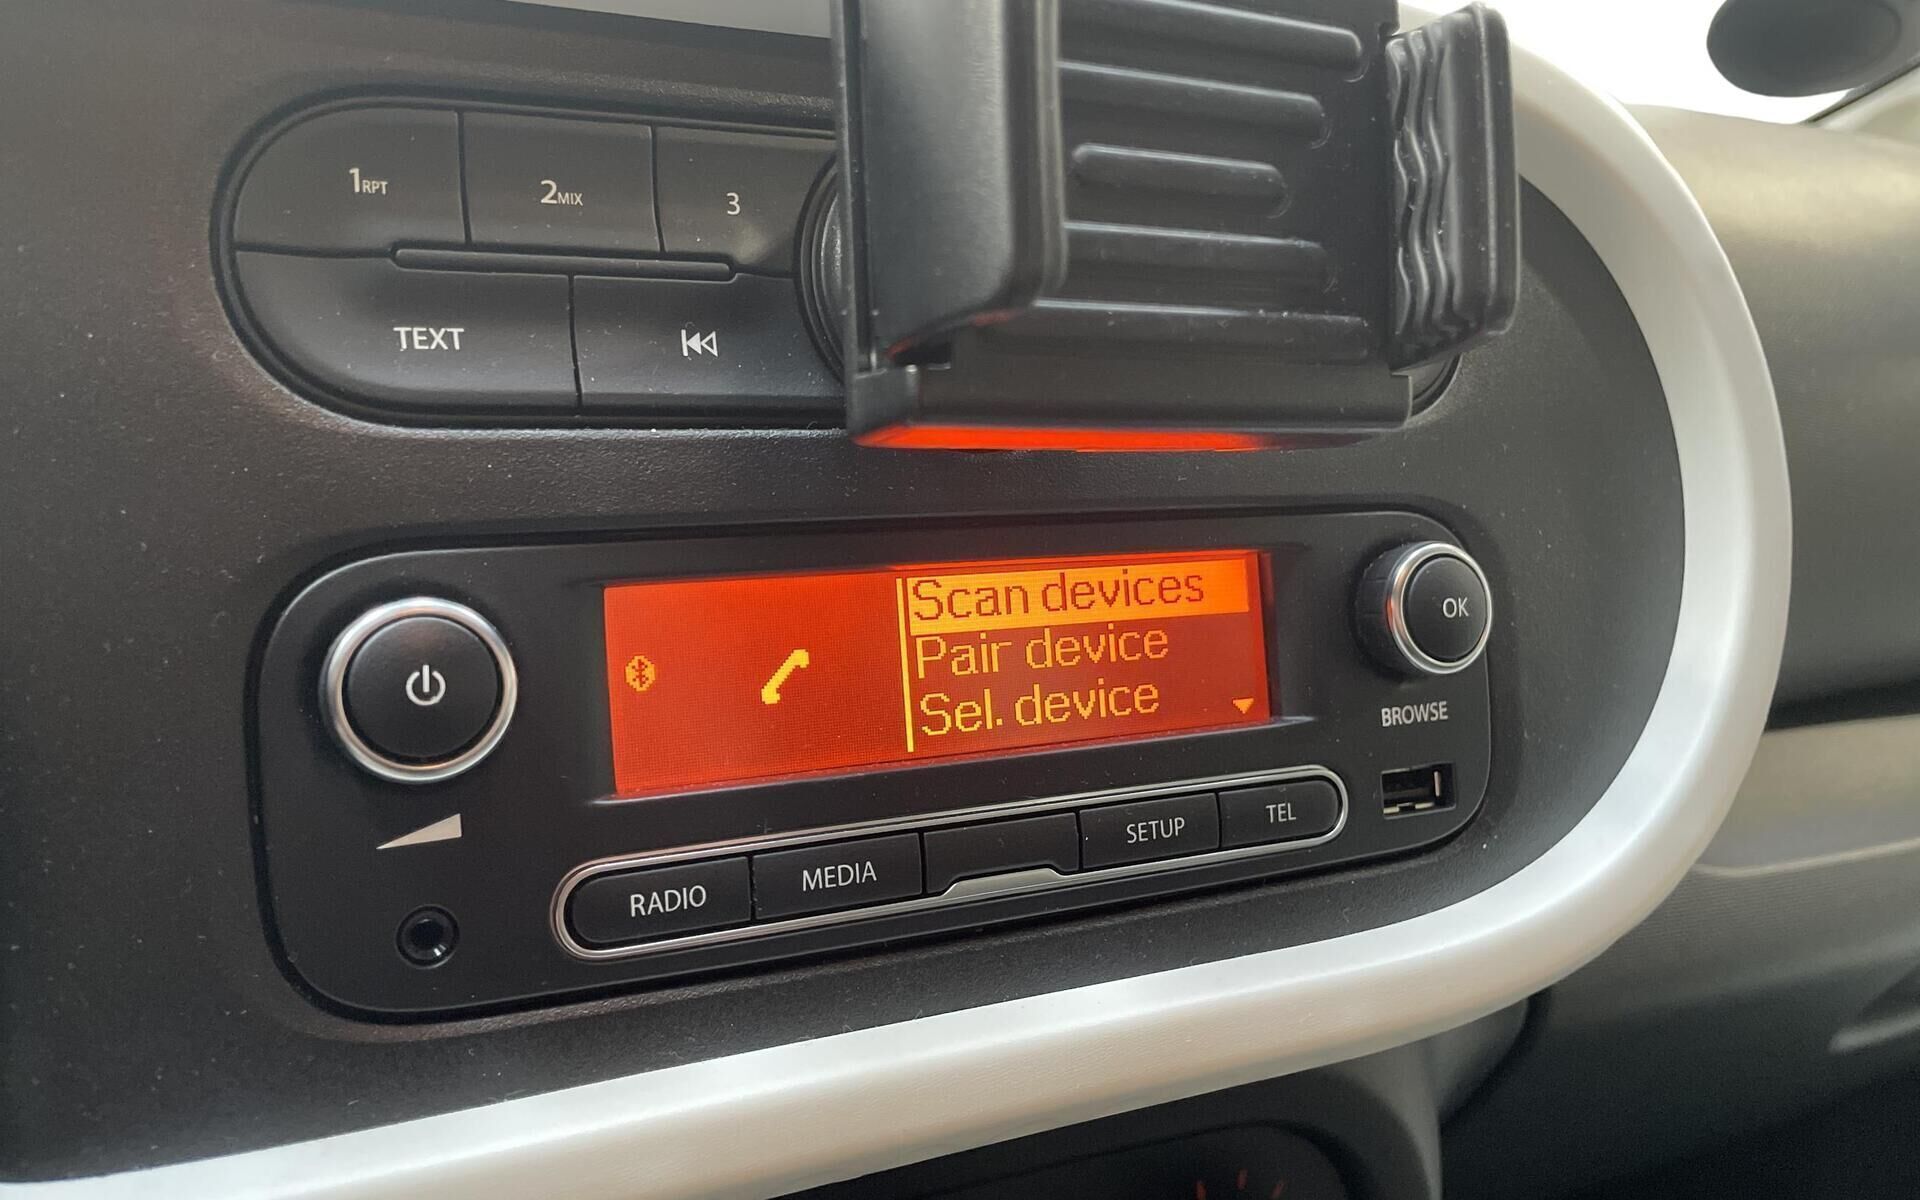 1RPT
2MIX
3
TEXT
Scan devices
Pair device
Sel. device
OK
BROWSE
RADIO
MEDIA
SETUP
TEL